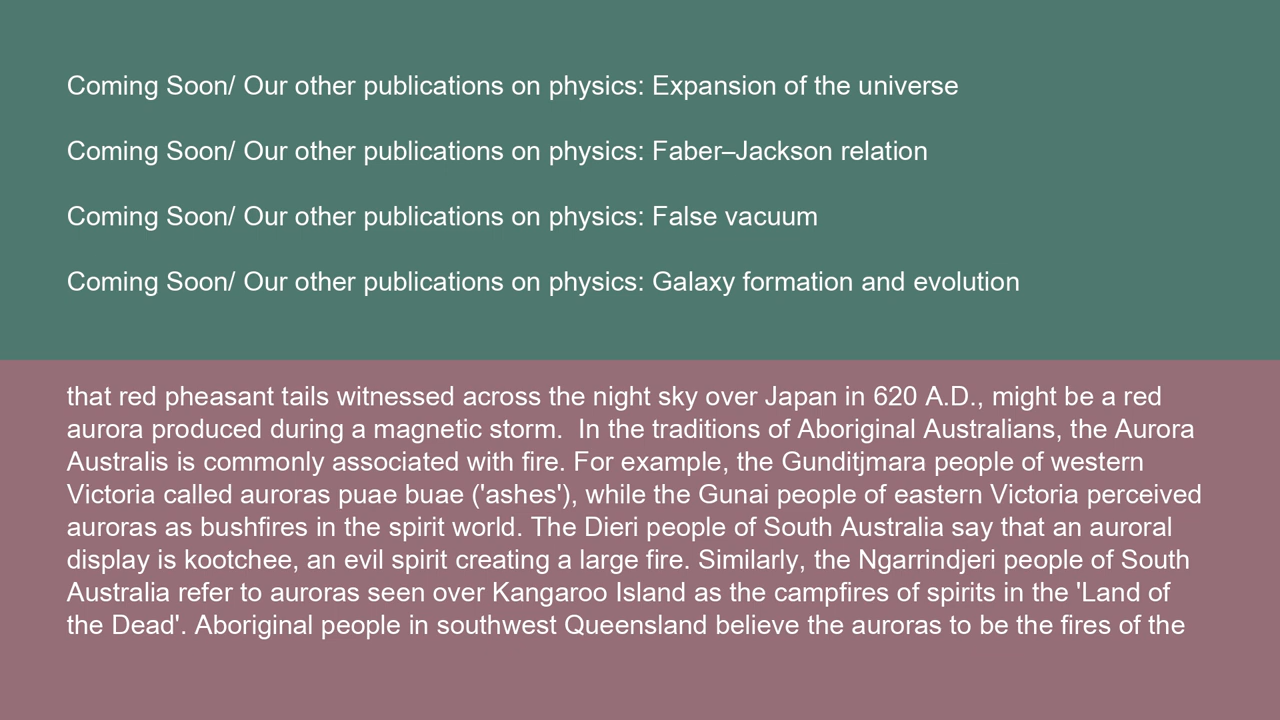 Coming Soon/ Our other publications on physics: Expansion of the universe
Coming Soon/ Our other publications on physics: Faber–Jackson relation
Coming Soon/ Our other publications on physics: False vacuum
Coming Soon/ Our other publications on physics: Galaxy formation and evolution
that red pheasant tails witnessed across the night sky over Japan in 620 A.D., might be a red
aurora produced during a magnetic storm.  In the traditions of Aboriginal Australians, the Aurora
Australis is commonly associated with fire. For example, the Gunditjmara people of western
Victoria called auroras puae buae ('ashes'), while the Gunai people of eastern Victoria perceived
auroras as bushfires in the spirit world. The Dieri people of South Australia say that an auroral
display is kootchee, an evil spirit creating a large fire. Similarly, the Ngarrindjeri people of South
Australia refer to auroras seen over Kangaroo Island as the campfires of spirits in the 'Land of
the Dead'. Aboriginal people in southwest Queensland believe the auroras to be the fires of the